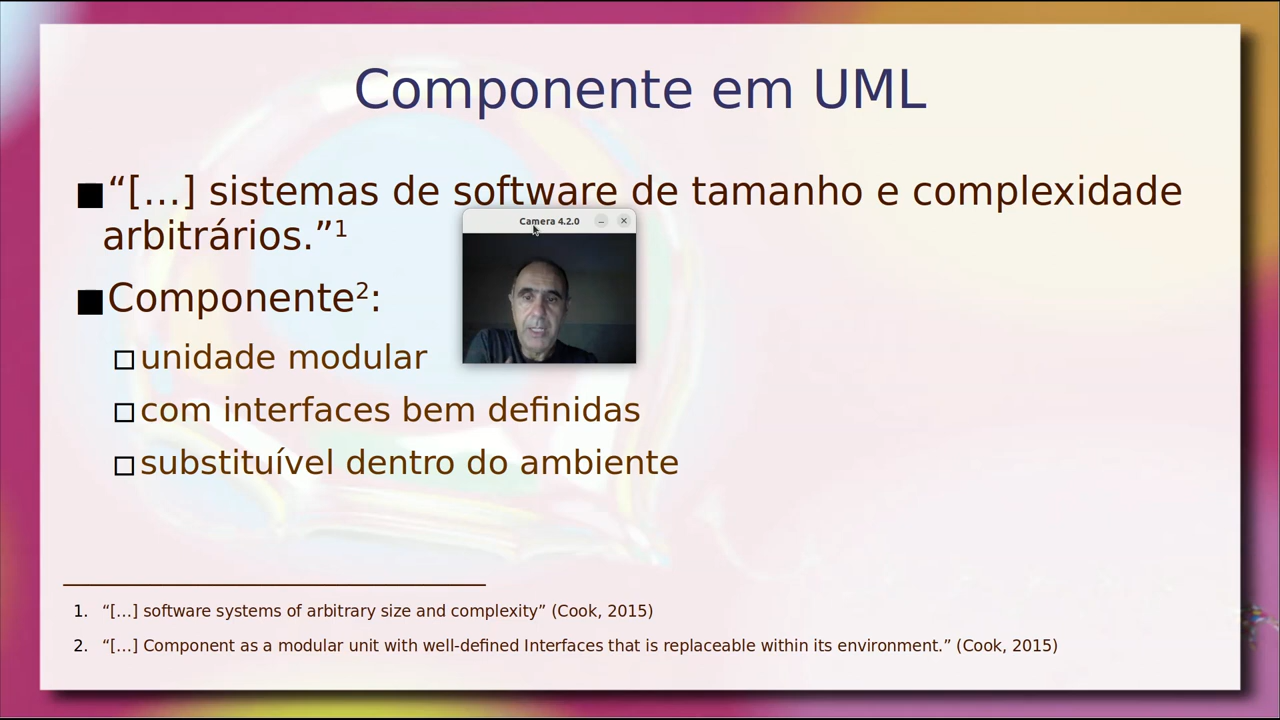 Componente em UML
“[…] sistemas de software de tamanho e complexidade
arbitrários.”1
Camera 4.2.0
Componente2:
unidade modular
com interfaces bem definidas
substituível dentro do ambiente
1. “[…] software systems of arbitrary size and complexity” (Cook, 2015)
2. “[…] Component as a modular unit with well-defined Interfaces that is replaceable within its environment.” (Cook, 2015)